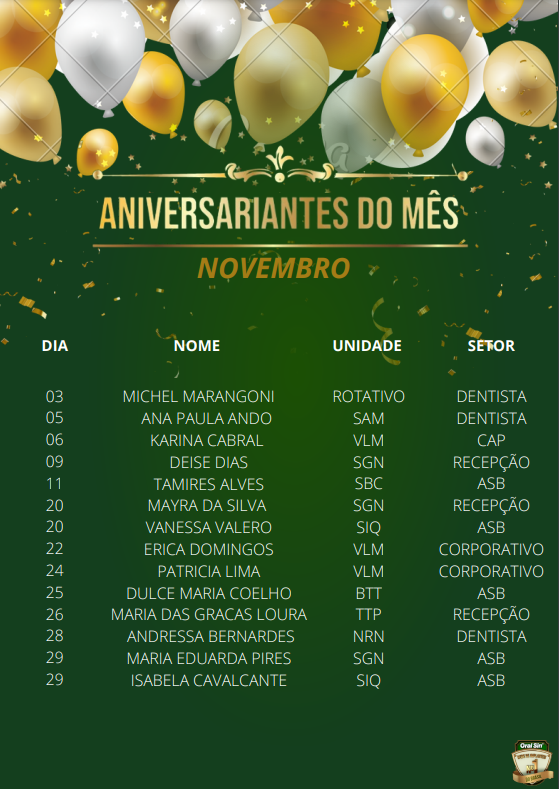 ANIVERSARIANTES DO MÊS
NOVEMBRO
DIA NOME UNIDADE SETOR
03 MICHEL MARANGONI ROTATIVO DENTISTA
05 ANA PAULA ANDO SAM DENTISTA
06 KARINA CABRAL VLM CAP
09 DEISE DIAS SGN RECEPÇÃO
11 TAMIRES ALVES SBC ASB
20 MAYRA DA SILVA SGN RECEPÇÃO
20 VANESSA VALERO SIQ ASB
22 ERICA DOMINGOS VLM CORPORATIVO
24 PATRICIA LIMA VLM CORPORATIVO
25 DULCE MARIA COELHO BTT ASB
26 MARIA DAS GRACAS LOURA TTP RECEPÇÃO
28 ANDRESSA BERNARDES NRN DENTISTA
29 MARIA EDUARDA PIRES SGN ASB
29 ISABELA CAVALCANTE SIQ ASB
Oral Sin